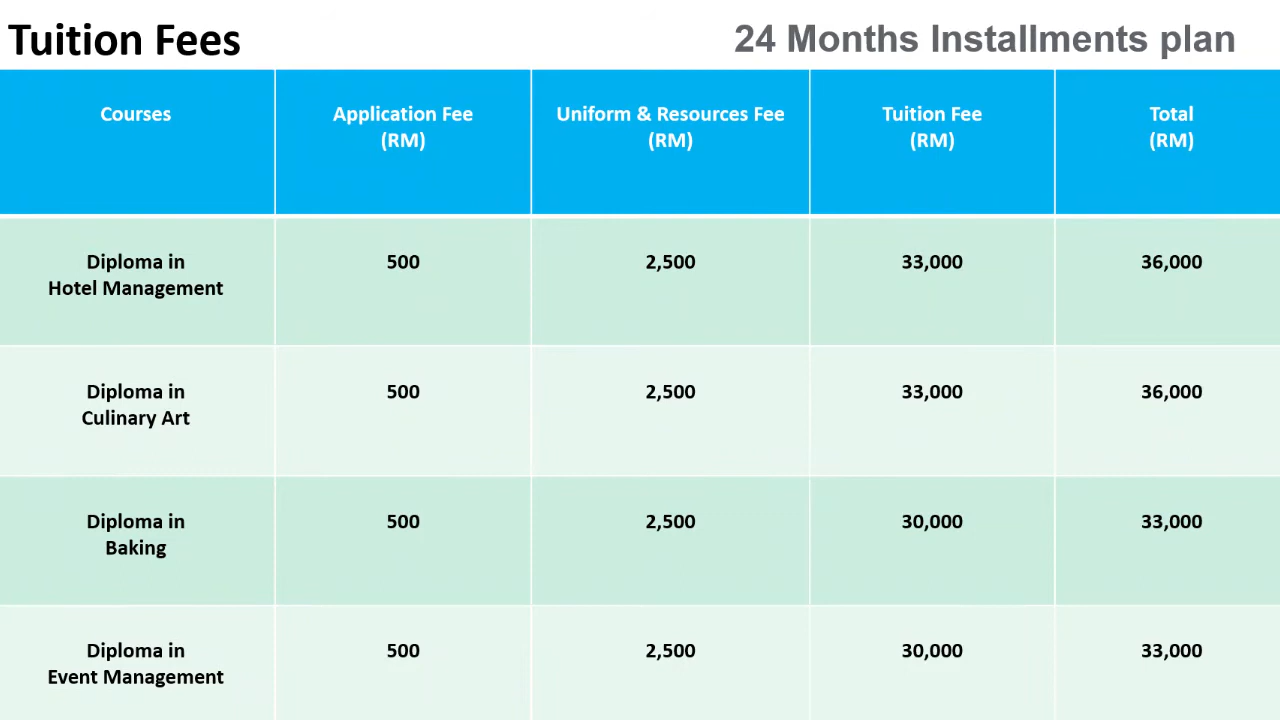 Tuition Fees
24 Months Installments plan
Courses
Application Fee
(RM)
Uniform & Resources Fee
(RM)
Tuition Fee
(RM)
Total
(RM)
Diploma in
Hotel Management
500
2,500
33,000
36,000
Diploma in
Culinary Art
500
2,500
33,000
36,000
Diploma in
Baking
500
2,500
30,000
33,000
Diploma in
Event Management
500
2,500
30,000
33,000